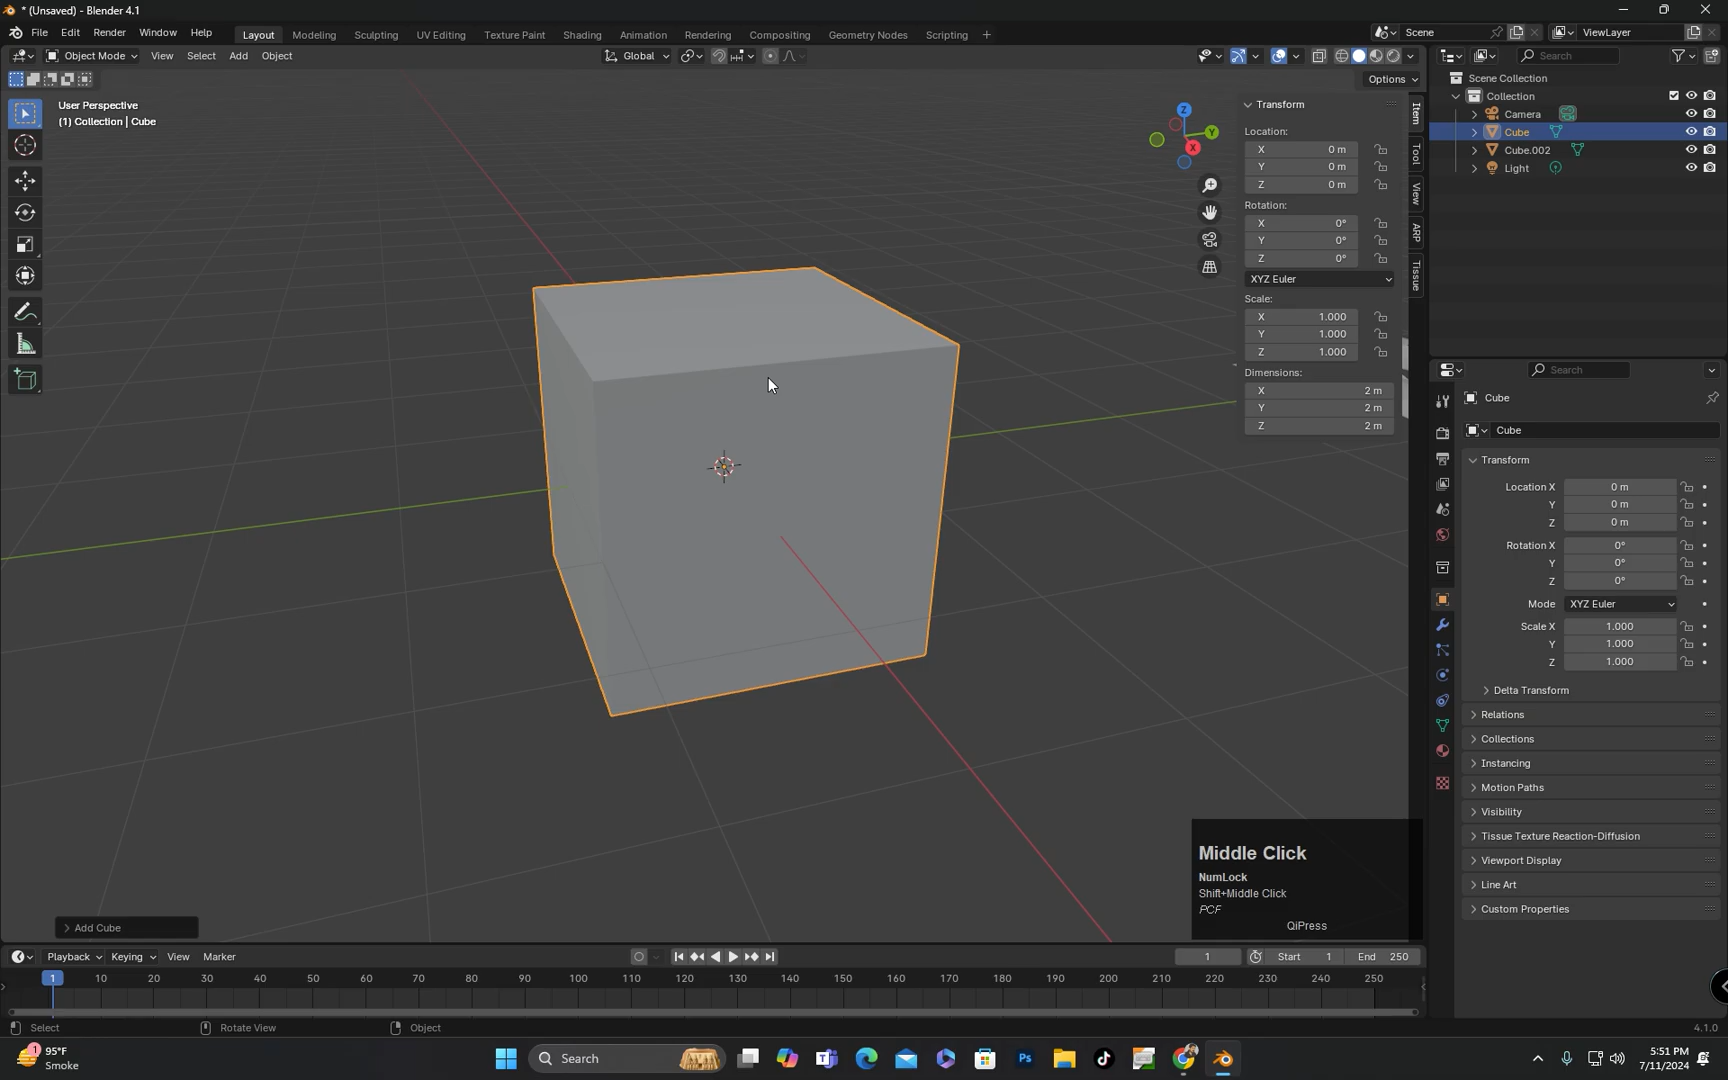 * (Unsaved) - Blender 4.1
File Edit Render Window Help Layout Modeling Sculpting UV Editing Texture Paint Shading Animation Rendering Compositing Geometry Nodes Scripting + Scene ViewLayer
Object Mode View Select Add Object Global Search
Options
User Perspective
(1) Collection | Cube
Z
Y
X
Transform
Location:
X 0 m
Y 0 m
Z 0 m
Rotation:
X 0°
Y 0°
Z 0°
XYZ Euler
Scale:
X 1.000
Y 1.000
Z 1.000
Dimensions:
X 2 m
Y 2 m
Z 2 m
Item
Tool
View
ARP
Tissue
Scene Collection
Collection
Camera
Cube
Cube.002
Light
Search
Cube
Cube
Transform
Location X 0 m
Y 0 m
Z 0 m
Rotation X 0°
Y 0°
Z 0°
Mode XYZ Euler
Scale X 1.000
Y 1.000
Z 1.000
Delta Transform
Relations
Collections
Instancing
Motion Paths
Visibility
Tissue Texture Reaction-Diffusion
Viewport Display
Line Art
Custom Properties
Middle Click
NumLock
Shift+Middle Click
PCF
QiPress
Add Cube
Playback Keying View Marker 1 Start 1 End 250
1 10 20 30 40 50 60 70 80 90 100 110 120 130 140 150 160 170 180 190 200 210 220 230 240 250
Select Rotate View Object 4.1.0
1 95°F
Smoke
Search
Ps
5:51 PM
7/11/2024